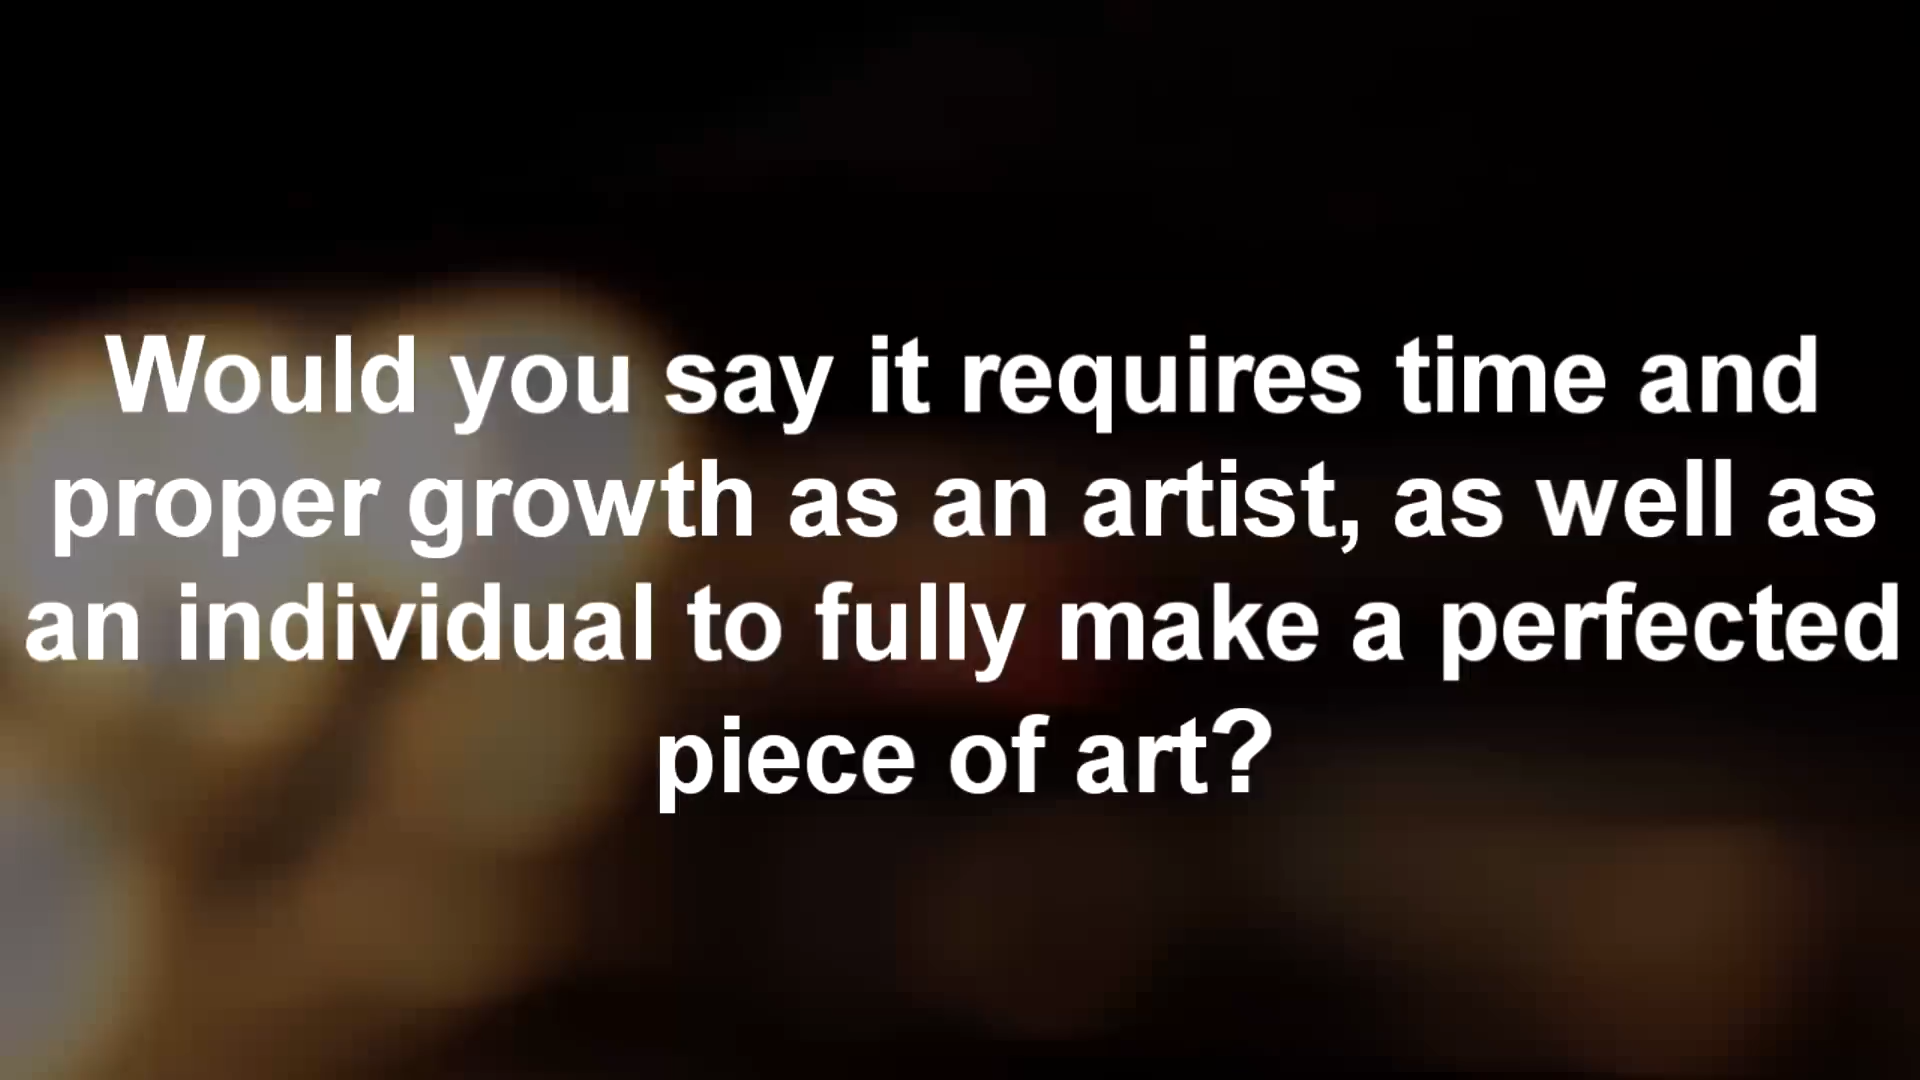 Would you say it requires time and
proper growth as an artist, as well as
an individual to fully make a perfected
piece of art?